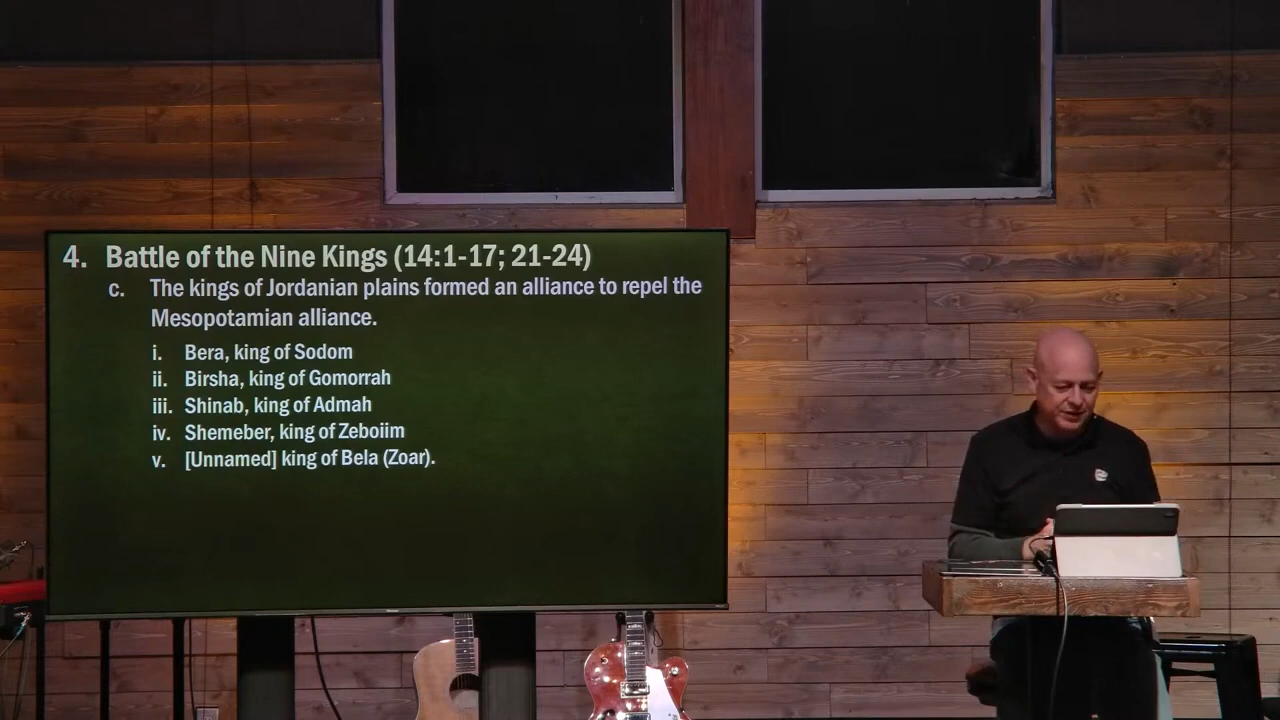 4. Battle of the Nine Kings (14:1-17; 21-24)
c. The kings of Jordanian plains formed an alliance to repel the
Mesopotamian alliance.
i. Bera, king of Sodom
ii. Birsha, king of Gomorrah
iii. Shinab, king of Admah
iv. Shemeber, king of Zeboiim
v. [Unnamed] king of Bela (Zoar).